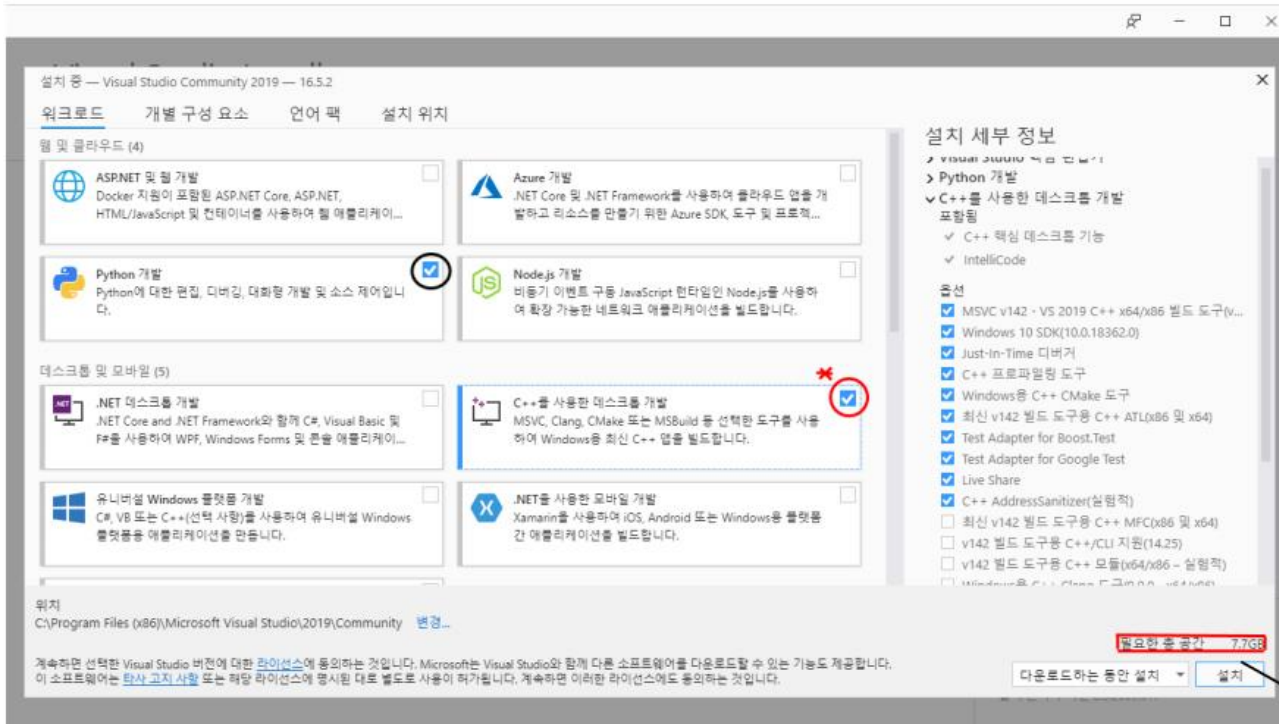 설치 중 — Visual Studio Community 2019 — 16.5.2
워크로드 개별 구성 요소 언어 팩 설치 위치
웹 및 클라우드 (4)
ASP.NET 및 웹 개발
Docker 지원이 포함된 ASP.NET Core, ASP.NET,
HTML/JavaScript 및 컨테이너를 사용하여 웹 애플리케이...
Azure 개발
.NET Core 및 .NET Framework를 사용하여 클라우드 앱을 개
발하고 리소스를 만들기 위한 Azure SDK, 도구 및 프로젝...
Python 개발
Python에 대한 편집, 디버깅, 대화형 개발 및 소스 제어입니
다.
Node.js 개발
비동기 이벤트 구동 JavaScript 런타임인 Node.js를 사용하
여 확장 가능한 네트워크 애플리케이션을 빌드합니다.
데스크톱 및 모바일 (5)
.NET 데스크톱 개발
.NET Core and .NET Framework와 함께 C#, Visual Basic 및
F#을 사용하여 WPF, Windows Forms 및 콘솔 애플리케이...
C++를 사용한 데스크톱 개발
MSVC, Clang, CMake 또는 MSBuild 등 선택한 도구를 사용
하여 Windows용 최신 C++ 앱을 빌드합니다.
유니버설 Windows 플랫폼 개발
C#, VB 또는 C++(선택 사항)를 사용하여 유니버설 Windows
플랫폼용 애플리케이션을 만듭니다.
.NET을 사용한 모바일 개발
Xamarin을 사용하여 iOS, Android 또는 Windows용 플랫폼
간 애플리케이션을 빌드합니다.
설치 세부 정보
Visual Studio 핵심 편집기
Python 개발
C++를 사용한 데스크톱 개발
포함됨
C++ 핵심 데스크톱 기능
IntelliCode
옵션
MSVC v142 - VS 2019 C++ x64/x86 빌드 도구(v...
Windows 10 SDK(10.0.18362.0)
Just-In-Time 디버거
C++ 프로파일링 도구
Windows용 C++ CMake 도구
최신 v142 빌드 도구용 C++ ATL(x86 및 x64)
Test Adapter for Boost.Test
Test Adapter for Google Test
Live Share
C++ AddressSanitizer(실험적)
최신 v142 빌드 도구용 C++ MFC(x86 및 x64)
v142 빌드 도구용 C++/CLI 지원(14.25)
v142 빌드 도구용 C++ 모듈(x64/x86 – 실험적)
위치
C:\Program Files (x86)\Microsoft Visual Studio\2019\Community 변경...
필요한 총 공간 7.7GB
계속하면 선택한 Visual Studio 버전에 대한 라이선스에 동의하는 것입니다. Microsoft는 Visual Studio와 함께 다른 소프트웨어를 다운로드할 수 있는 기능도 제공합니다.
이 소프트웨어는 타사 고지 사항 또는 해당 라이선스에 명시된 대로 별도로 사용이 허가됩니다. 계속하면 이러한 라이선스에도 동의하는 것입니다.
다운로드하는 동안 설치 설치